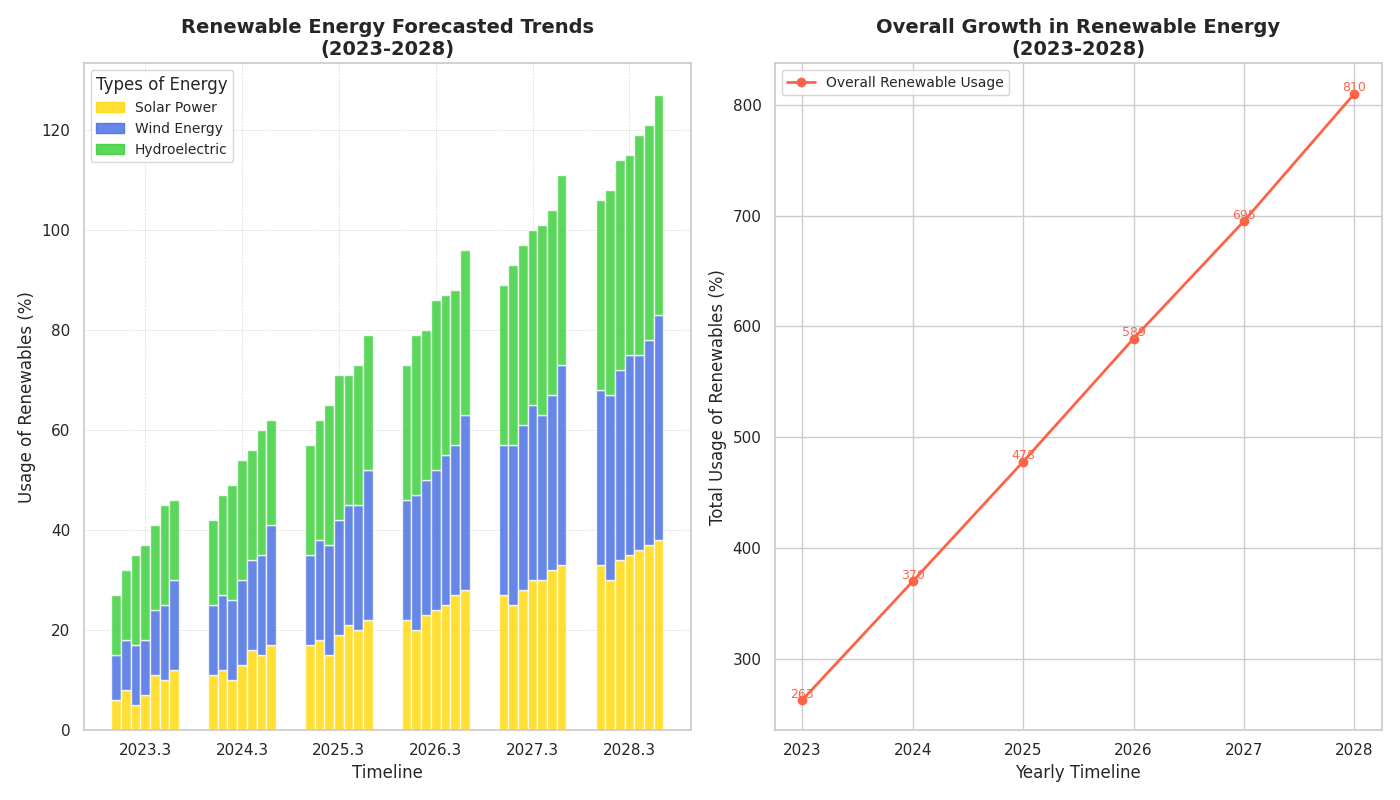 Renewable Energy Forecasted Trends
(2023-2028)
Types of Energy
Solar Power
Wind Energy
Hydroelectric
Usage of Renewables (%)
120
100
80
60
40
20
0
2023.3 2024.3 2025.3 2026.3 2027.3 2028.3
Timeline
Overall Growth in Renewable Energy
(2023-2028)
Overall Renewable Usage
Total Usage of Renewables (%)
800
700
600
500
400
300
263
370
478
589
695
810
2023 2024 2025 2026 2027 2028
Yearly Timeline